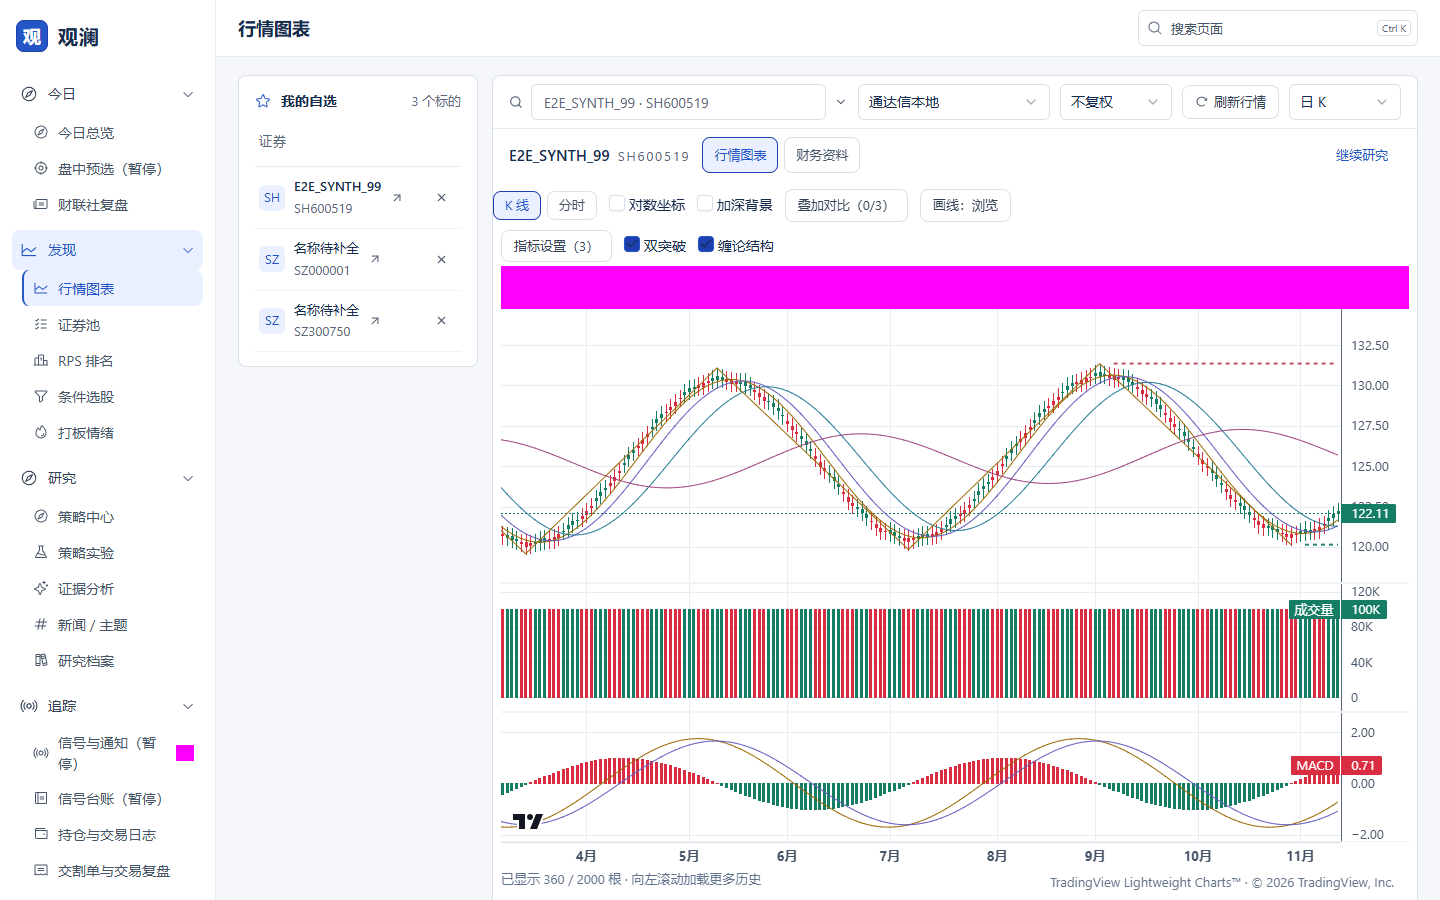 观 观澜
今日
今日总览
盘中预选（暂停）
财联社复盘
发现
行情图表
证券池
RPS 排名
条件选股
打板情绪
研究
策略中心
策略实验
证据分析
新闻 / 主题
研究档案
追踪
信号与通知（暂
停）
信号台账（暂停）
持仓与交易日志
交割单与交易复盘
行情图表
搜索页面 Ctrl K
我的自选 3 个标的
证券
SH E2E_SYNTH_99
SH600519
SZ 名称待补全
SZ000001
SZ 名称待补全
SZ300750
E2E_SYNTH_99 · SH600519 通达信本地 不复权 刷新行情 日 K
E2E_SYNTH_99 SH600519 行情图表 财务资料 继续研究
K 线 分时 对数坐标 加深背景 叠加对比（0/3） 画线：浏览
指标设置（3） 双突破 缠论结构
132.50
130.00
127.50
125.00
122.11
120.00
120K
成交量 100K
80K
40K
0
2.00
MACD 0.71
0.00
−2.00
4月 5月 6月 7月 8月 9月 10月 11月
已显示 360 / 2000 根 · 向左滚动加载更多历史
TradingView Lightweight Charts™ · © 2026 TradingView, Inc.